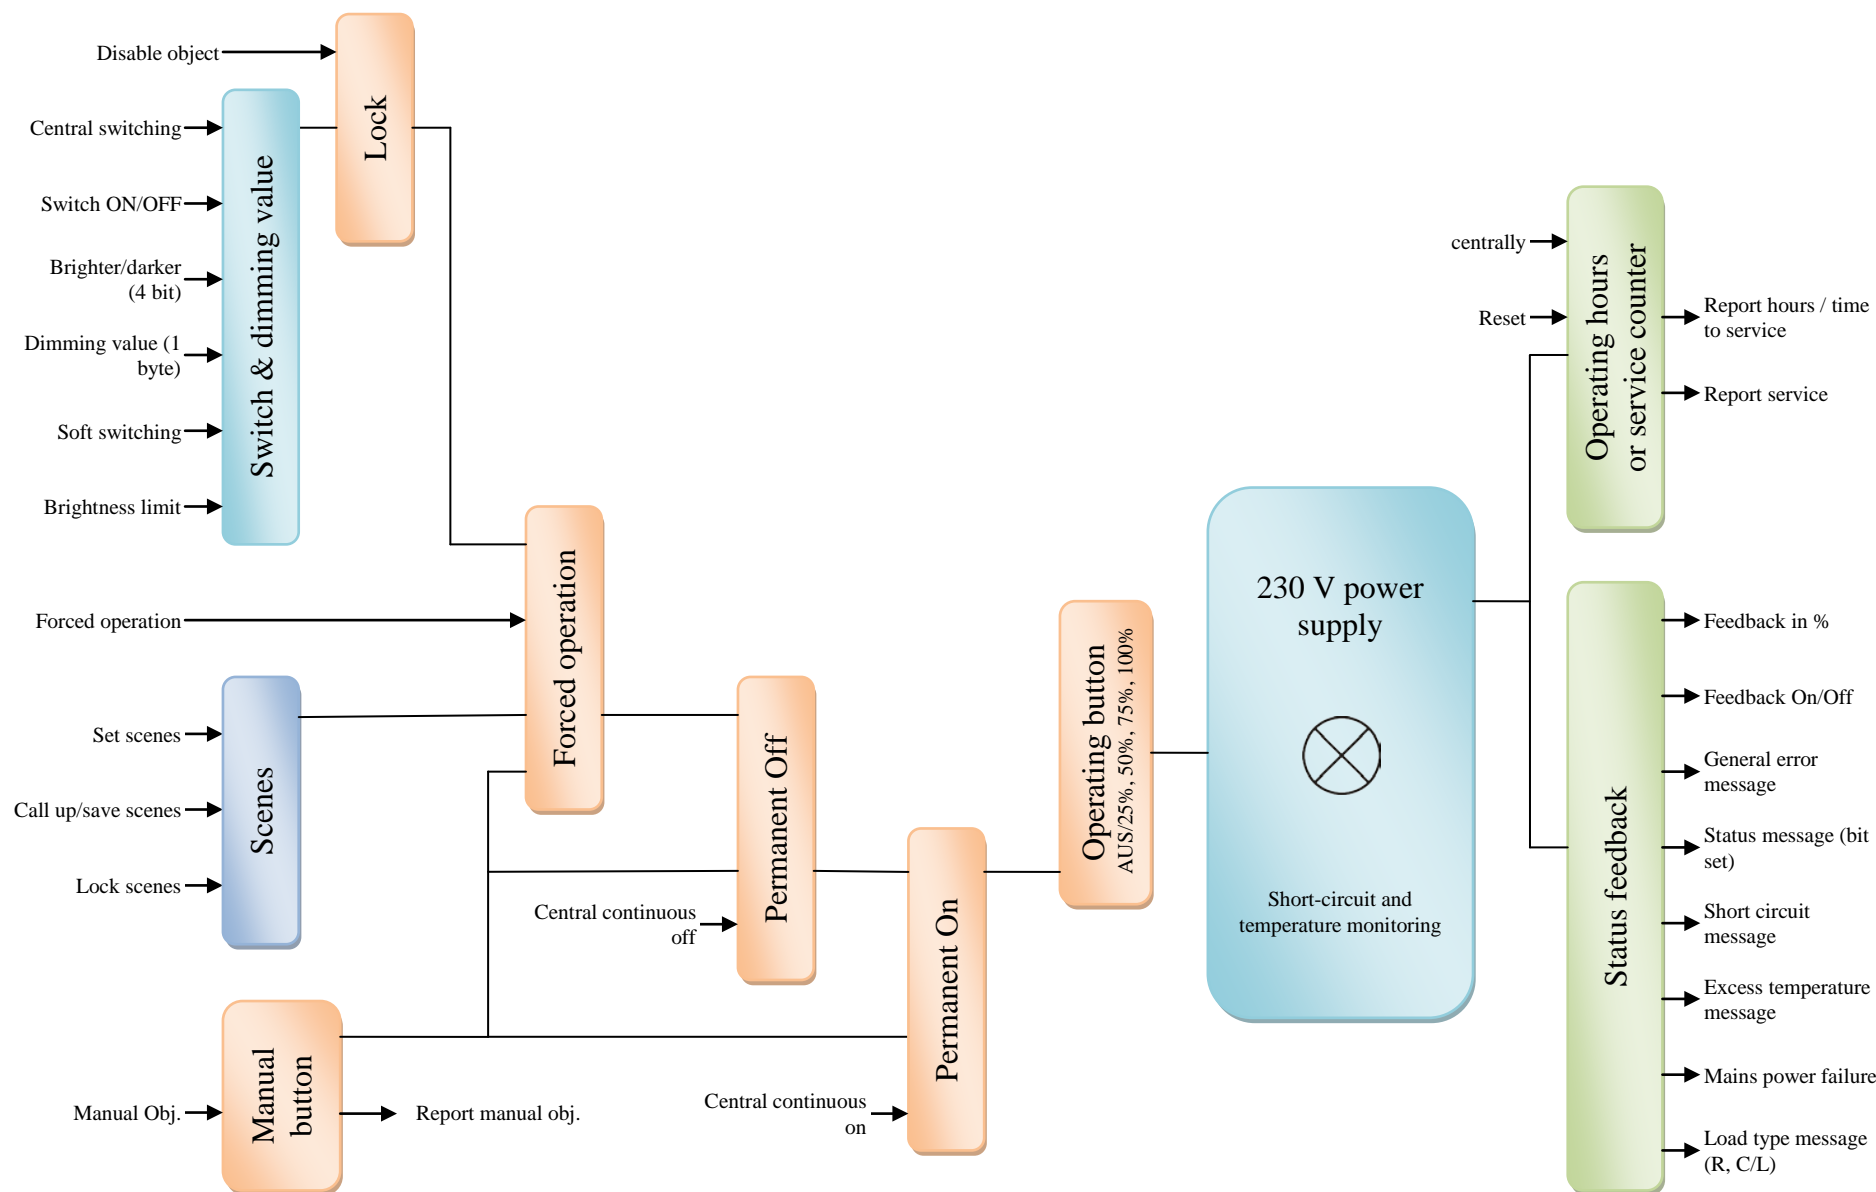 Disable object
Lock
Central switching
Switch ON/OFF
Brighter/darker
(4 bit)
Dimming value (1
byte)
Soft switching
Brightness limit
Switch & dimming value
Forced operation
Forced operation
Set scenes
Call up/save scenes
Lock scenes
Scenes
Manual Obj.
Manual
button
Report manual obj.
Permanent Off
Central continuous
off
Permanent On
Central continuous
on
Operating button
AUS/25%, 50%, 75%, 100%
230 V power
supply
Short-circuit and
temperature monitoring
centrally
Reset
Operating hours
or service counter
Report hours / time
to service
Report service
Status feedback
Feedback in %
Feedback On/Off
General error
message
Status message (bit
set)
Short circuit
message
Excess temperature
message
Mains power failure
Load type message
(R, C/L)